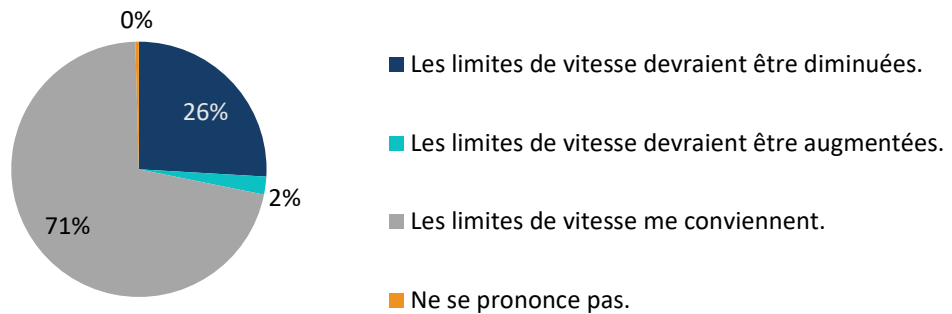 0%
26%
2%
71%
Les limites de vitesse devraient être diminuées.
Les limites de vitesse devraient être augmentées.
Les limites de vitesse me conviennent.
Ne se prononce pas.